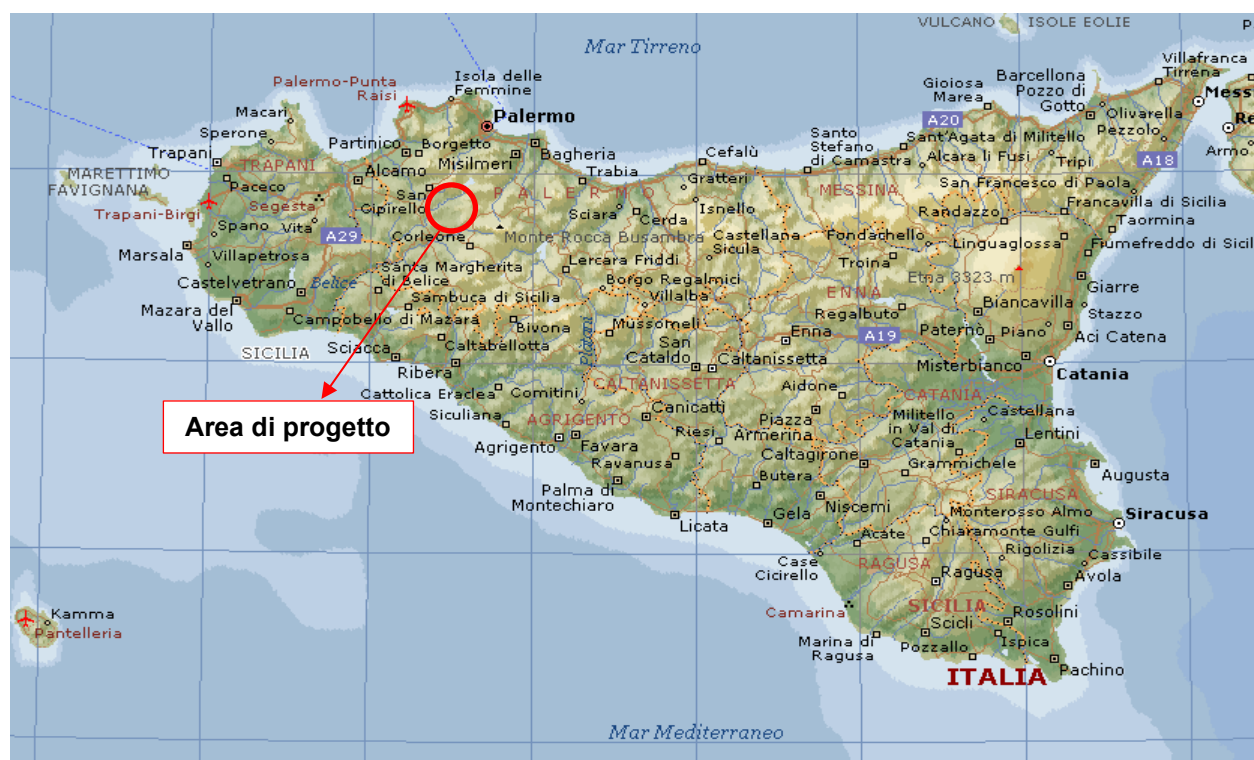 VULCANO
ISOLE EOLIE
P
Mar Tirreno
Villafranca
Tirrena
Palermo-Punta
Raisi
Isola delle
Femmine
Gioiosa
Marea
Barcellona
Pozzo di
Gotto
Mess
Macari
Palermo
A20
Olivarella
Re
Sperone
Partinico
Borgetto
Santo
Stefano
di Camastra
Sant'Agata di Militello
Pezzolo
Trapani
Misilmeri
Bagheria
Cefalù
Armo
TRAPANI
Alcamo
Trabia
Alcara li Fusi
Tripi
A18
MARETTIMO
FAVIGNANA
Paceco
San
Cipirello
PALERMO
Gratteri
MESSINA
San Francesco di Paola
Trapani-Birgi
Segesta
Sciara
Cerda
Isnello
Randazzo
Francavilla di Sicilia
Spano
Vita
A29
Corleone
Monte Rocca Busambra
Castellana
Sicula
Fondachello
Linguaglossa
Taormina
Marsala
Villapetrosa
Santa Margherita
di Belice
Lercara Friddi
Troina
Fiumefreddo di Sicil
Castelvetrano
Belice
Borgo Regalmici
Etna 3323 m
Giarre
Mazara del
Vallo
Sambuca di Sicilia
Villalba
ENNA
Regalbuto
Biancavilla
Stazzo
Campobello di Mazara
Bivona
Platani
Mussomeli
Enna
A19
Paternò
Piano
Aci Catena
SICILIA
Sciacca
Caltabellotta
San
Cataldo
Caltanissetta
Misterbianco
Catania
Ribera
CALTANISSETTA
Aidone
Cattolica Eraclea
Comitini
CATANIA
Area di progetto
Siculiana
AGRIGENTO
Canicatti
Piazza
Armerina
Militello
in Val di
Catania
Castellana
Agrigento
Favara
Riesi
Lentini
Ravanusa
Caltagirone
Grammichele
Augusta
Palma di
Montechiaro
Butera
SIRACUSA
Licata
Gela
Niscemi
Monterosso Almo
Siracusa
Acate
Chiaramonte Gulfi
Case
Cicirello
Rigolizia
Cassibile
RAGUSA
Ragusa
Avola
Kamma
Camarina
SICILIA
Rosolini
Pantelleria
Scicli
Marina di
Ragusa
Pozzallo
Ispica
ITALIA
Pachino
Mar Mediterraneo